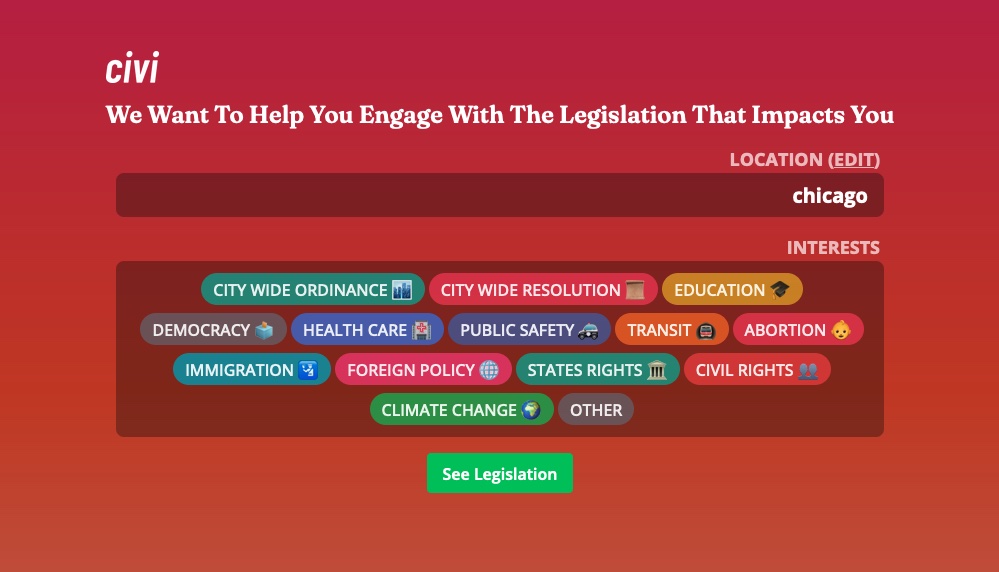 civi
We Want To Help You Engage With The Legislation That Impacts You
LOCATION (EDIT)
chicago
INTERESTS
CITY WIDE ORDINANCE CITY WIDE RESOLUTION EDUCATION
DEMOCRACY HEALTH CARE PUBLIC SAFETY TRANSIT ABORTION
IMMIGRATION FOREIGN POLICY STATES RIGHTS CIVIL RIGHTS
CLIMATE CHANGE OTHER
See Legislation